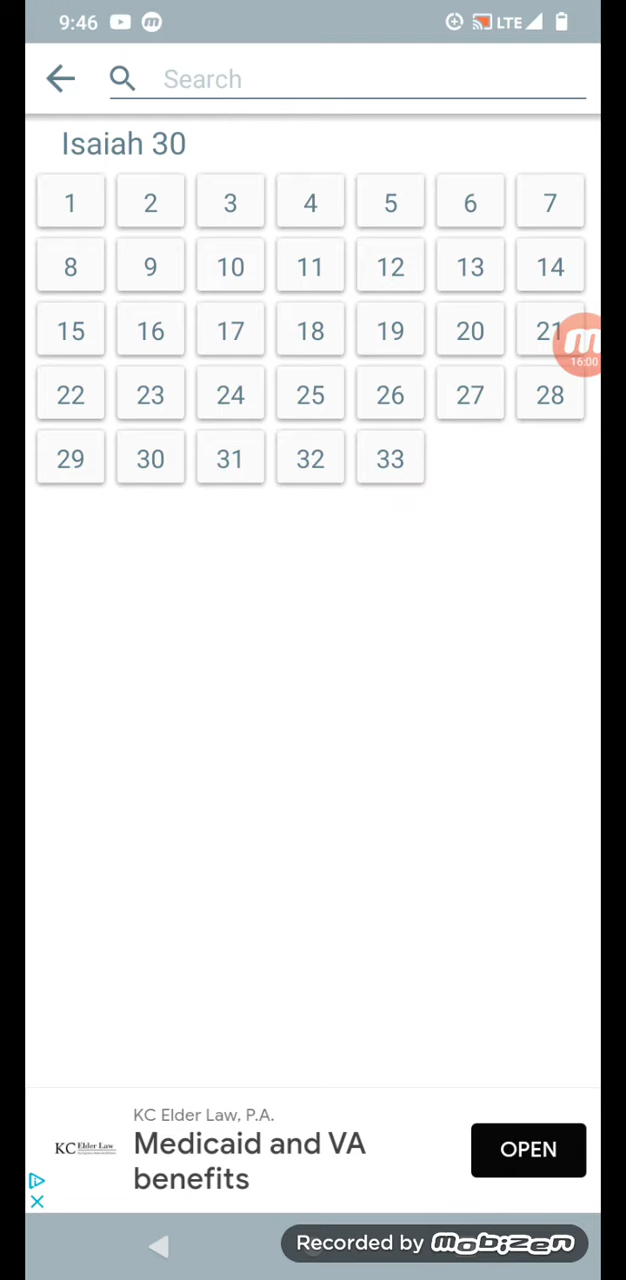 9:46 LTE
Search
Isaiah 30
1 2 3 4 5 6 7
8 9 10 11 12 13 14
15 16 17 18 19 20 21
16:00
22 23 24 25 26 27 28
29 30 31 32 33
KC Elder Law, P.A.
KC Elder Law
Medicaid and VA
benefits
OPEN
Recorded by mobizen